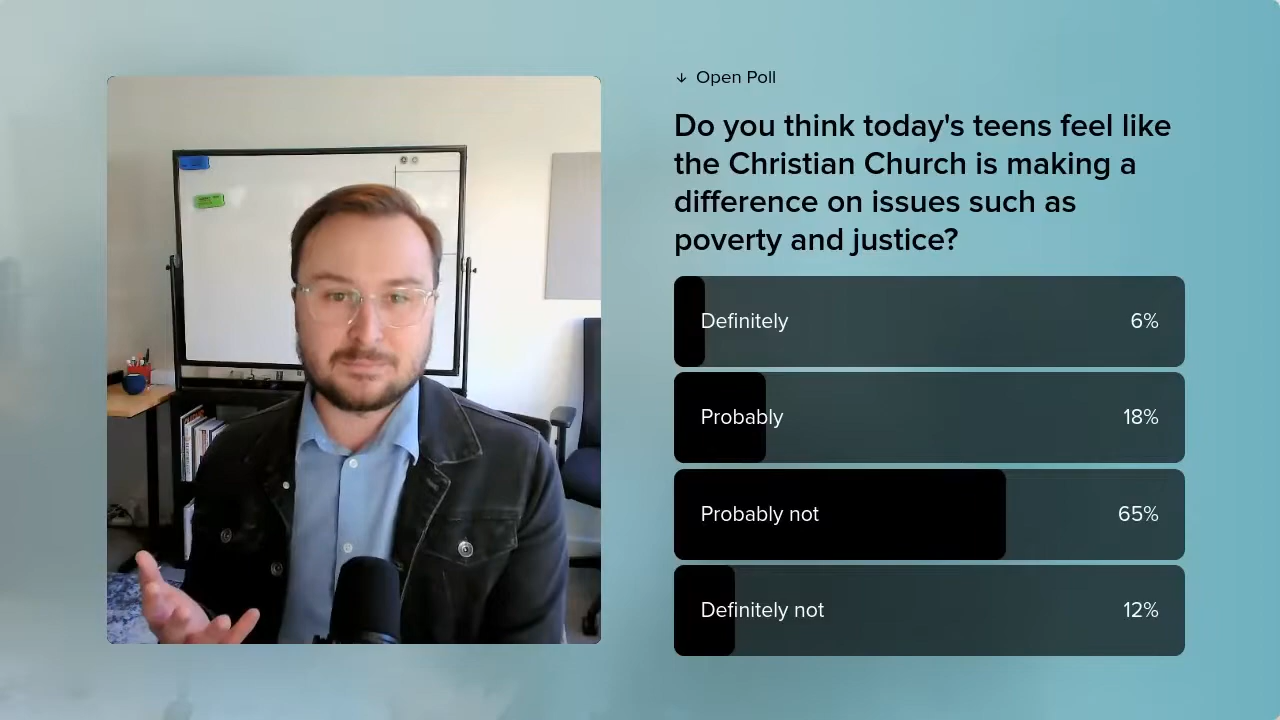 Open Poll
Do you think today's teens feel like
the Christian Church is making a
difference on issues such as
poverty and justice?
Definitely 6%
Probably 18%
Probably not 65%
Definitely not 12%